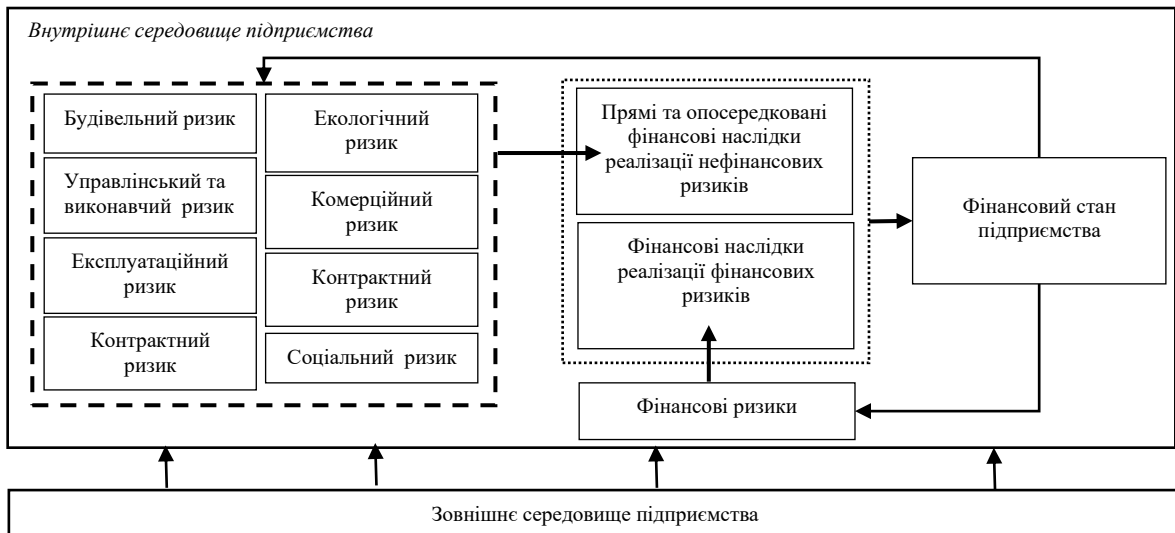 Внутрішнє середовище підприємства
Будівельний ризик
Управлінський та
виконавчий ризик
Експлуатаційний
ризик
Контрактний
ризик
Екологічний
ризик
Комерційний
ризик
Контрактний
ризик
Соціальний ризик
Прямі та опосередковані
фінансові наслідки
реалізації нефінансових
ризиків
Фінансові наслідки
реалізації фінансових
ризиків
Фінансові ризики
Фінансовий стан
підприємства
Зовнішнє середовище підприємства